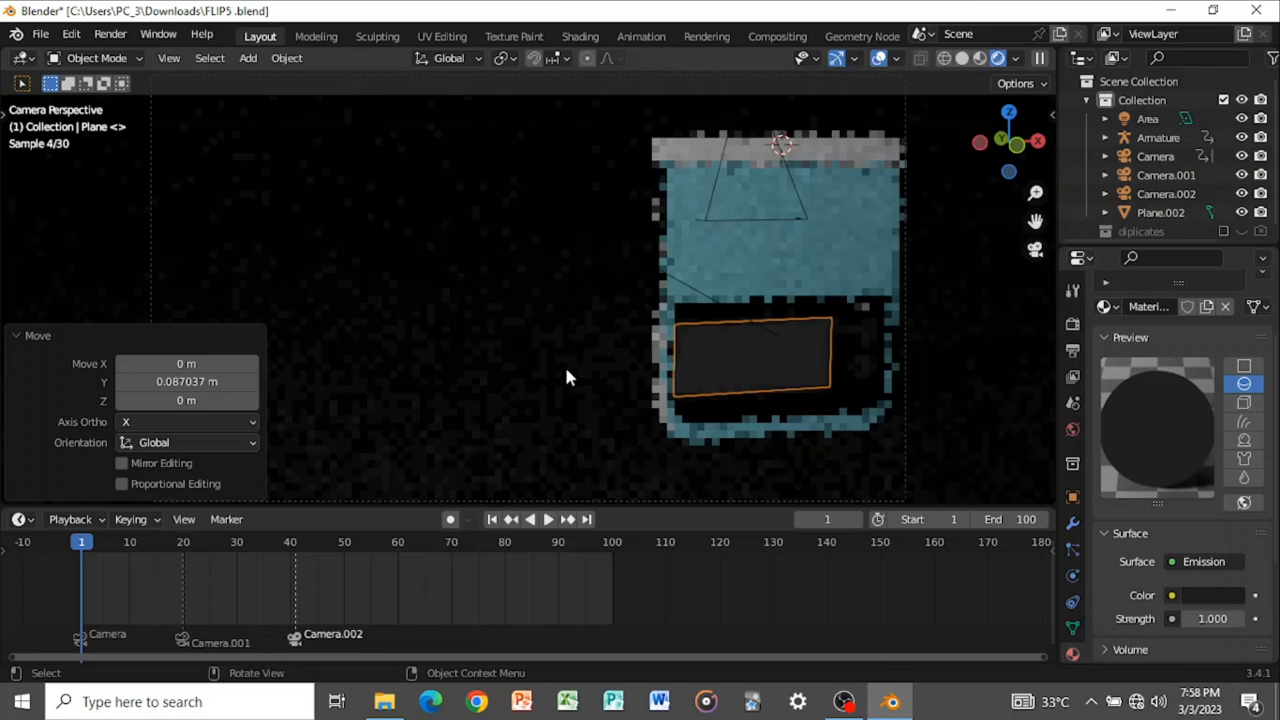 Blender* [C:\Users\PC_3\Downloads\FLIP5 .blend]
File Edit Render Window Help
Layout Modeling Sculpting UV Editing Texture Paint Shading Animation Rendering Compositing Geometry Node
Scene
ViewLayer
Object Mode View Select Add Object
Global
Options
Camera Perspective
(1) Collection | Plane <>
Sample 4/30
Z
Y
X
Scene Collection
Collection
Area
Armature
Camera
Camera.001
Camera.002
Plane.002
diplicates
Materi...
Preview
Surface
Surface Emission
Color
Strength 1.000
Volume
Move
Move X 0 m
Y 0.087037 m
Z 0 m
Axis Ortho X
Orientation Global
Mirror Editing
Proportional Editing
Playback Keying View Marker
1
Start 1 End 100
-10 1 10 20 30 40 50 60 70 80 90 100 110 120 130 140 150 160 170 180
Camera Camera.001 Camera.002
Select Rotate View Object Context Menu
3.4.1
Type here to search
33°C
7:58 PM
3/3/2023
4